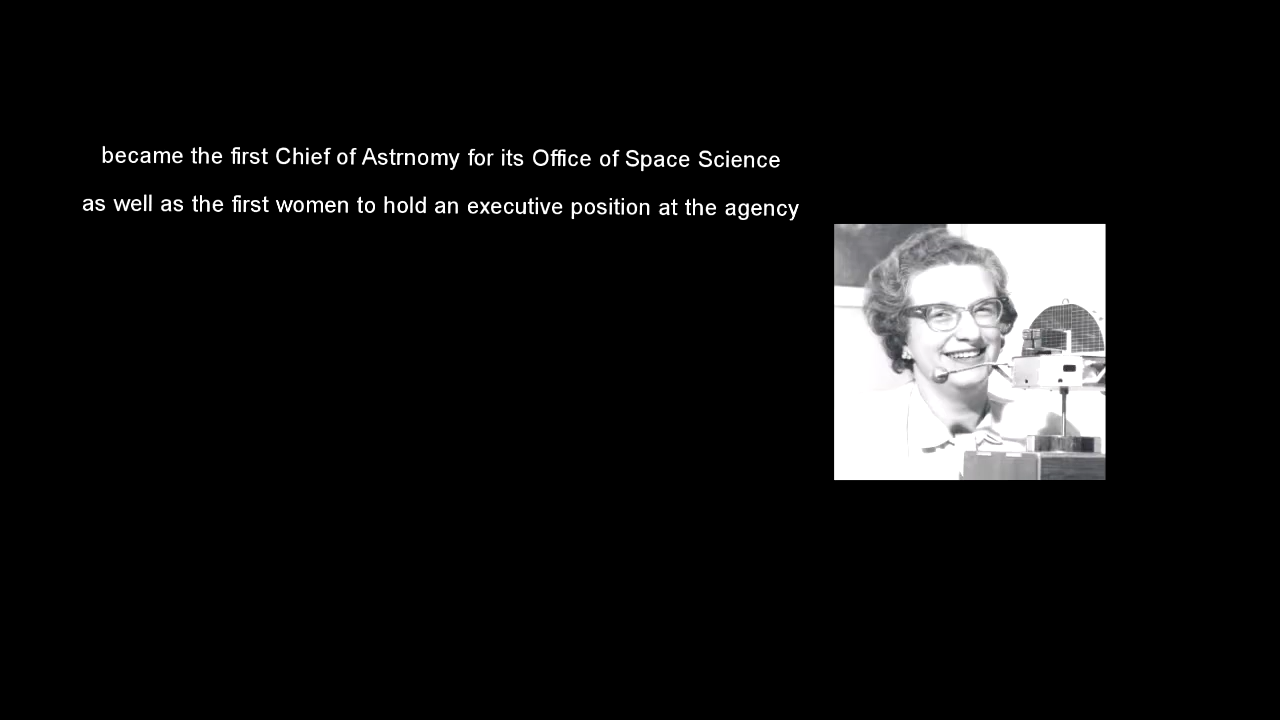 became the first Chief of Astrnomy for its Office of Space Science
as well as the first women to hold an executive position at the agency